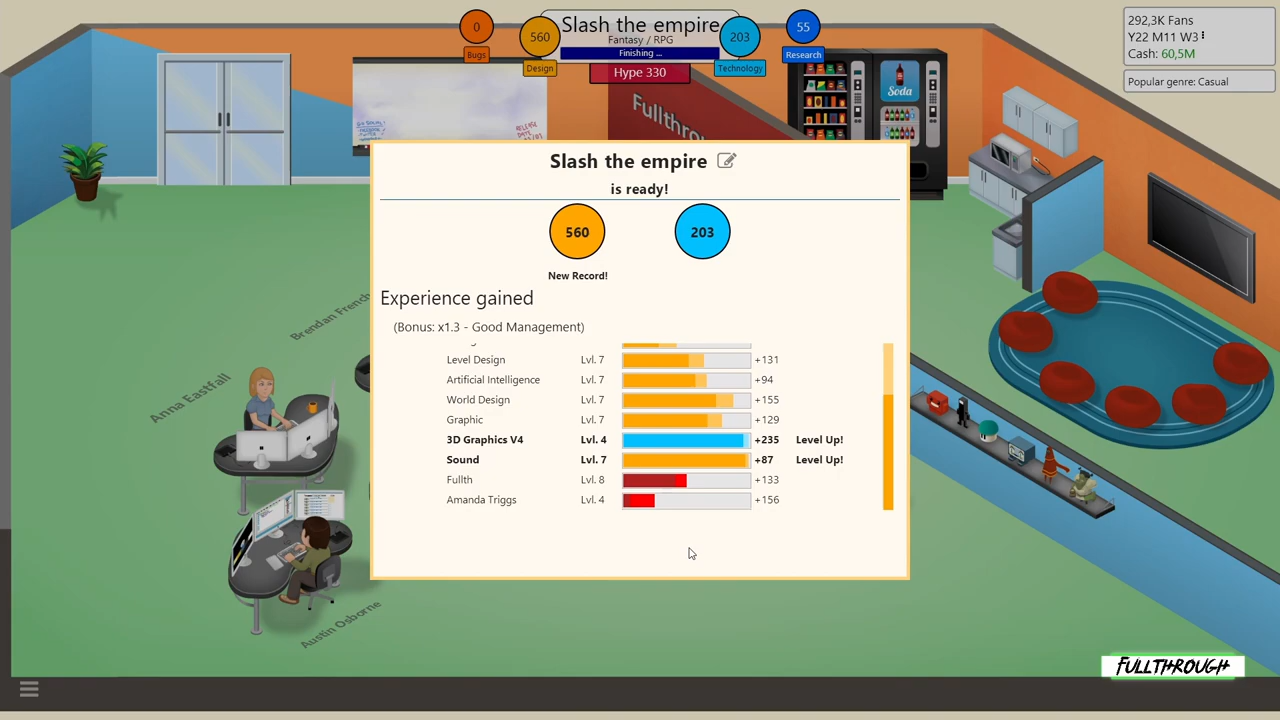 0
Bugs
560
Design
Slash the empire
Fantasy / RPG
Finishing ...
Hype 330
203
Technology
55
Research
292,3K Fans
Y22 M11 W3
Cash: 60,5M
Popular genre: Casual
Soda
RELEASE
Slash the empire
is ready!
560
203
New Record!
Experience gained
(Bonus: x1.3 - Good Management)
Level Design Lvl. 7 +131
Artificial Intelligence Lvl. 7 +94
World Design Lvl. 7 +155
Graphic Lvl. 7 +129
3D Graphics V4 Lvl. 4 +235 Level Up!
Sound Lvl. 7 +87 Level Up!
Fullth Lvl. 8 +133
Amanda Triggs Lvl. 4 +156
Brendan French
Anna Eastfall
Austin Osborne
FULLTHROUGH